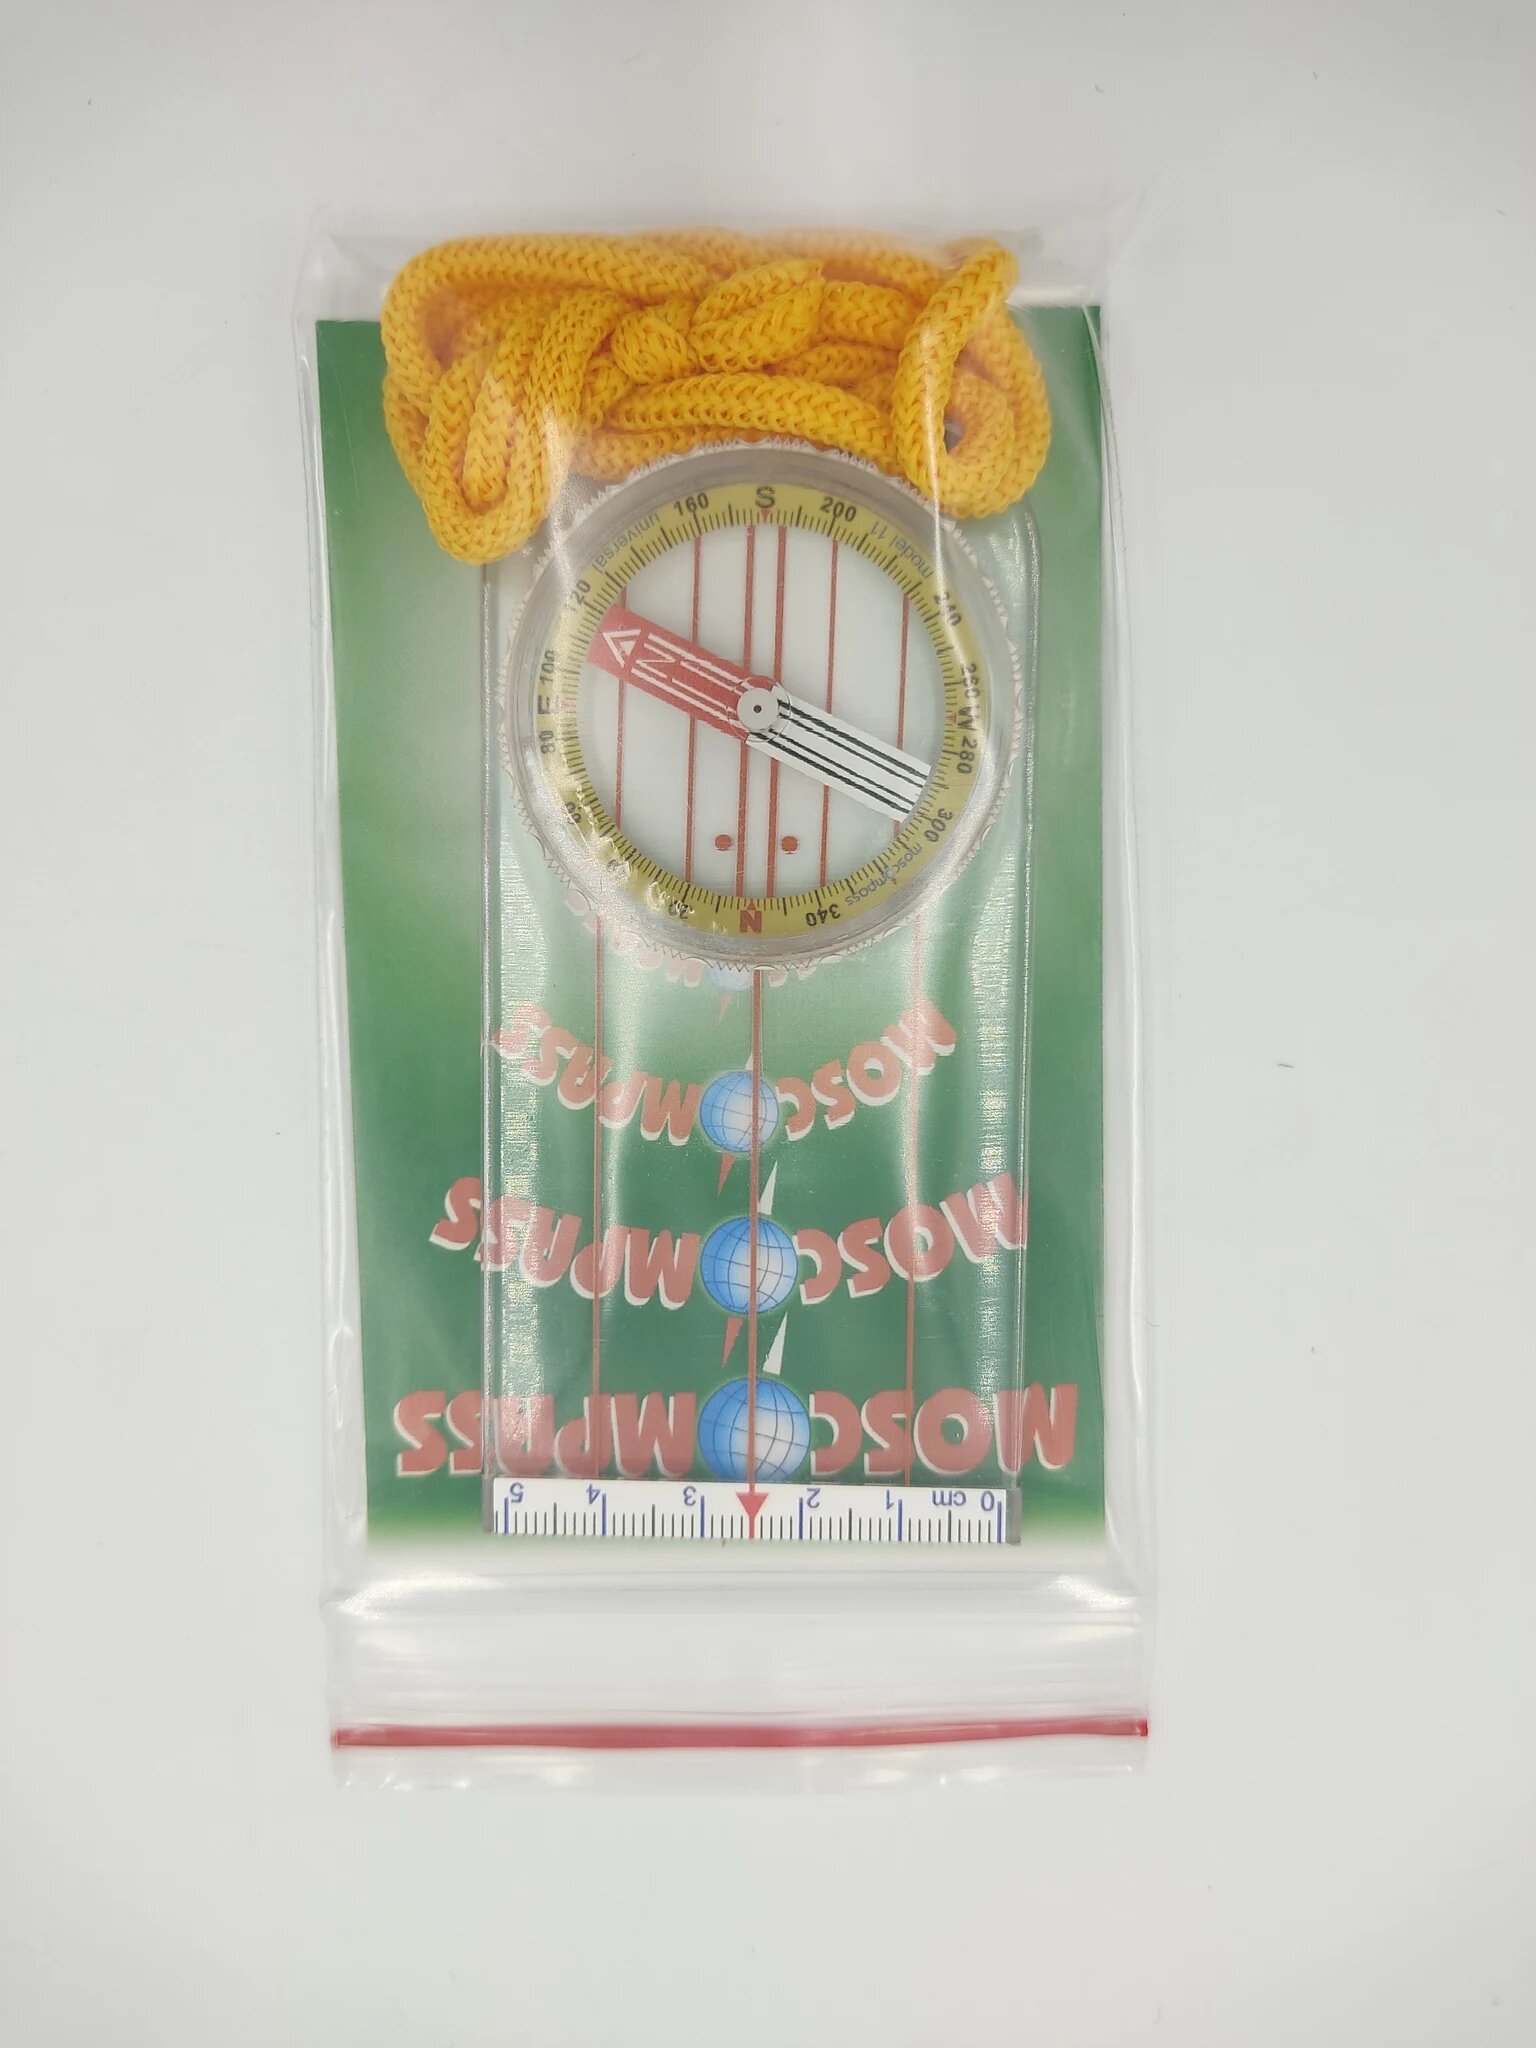 160 S 200
universal
model 11
120
240
100
260
E
W
80
280
N
300
moscompass
N
340
MOSCOMPASS
MOSCOMPASS
MOSCOMPASS
0 cm 1 2 3 4 5